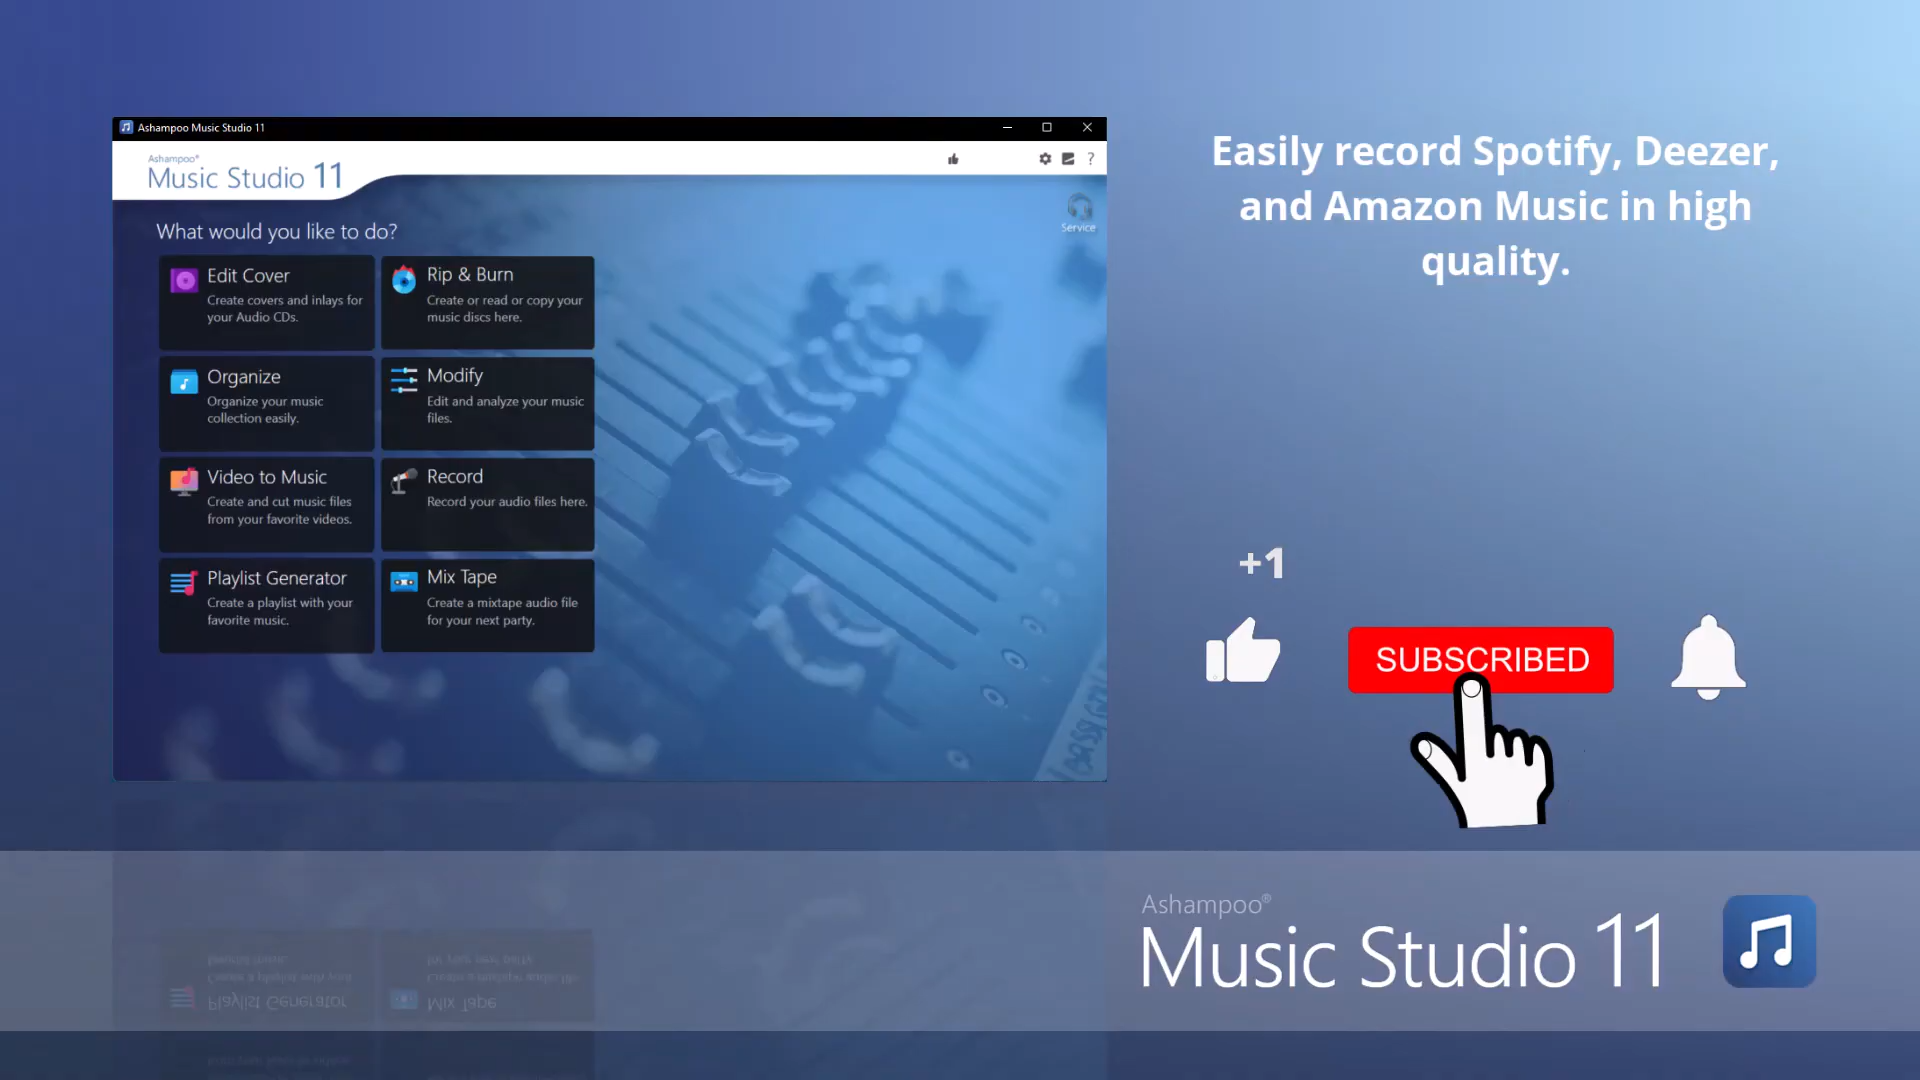 Ashampoo Music Studio 11
Ashampoo®
Music Studio 11
?
Service
What would you like to do?
Edit Cover
Create covers and inlays for
your Audio CDs.
Rip & Burn
Create or read or copy your
music discs here.
Organize
Organize your music
collection easily.
Modify
Edit and analyze your music
files.
Video to Music
Create and cut music files
from your favorite videos.
Record
Record your audio files here.
Playlist Generator
Create a playlist with your
favorite music.
Mix Tape
Create a mixtape audio file
for your next party.
Easily record Spotify, Deezer,
and Amazon Music in high
quality.
+1
SUBSCRIBED
Ashampoo®
Music Studio 11